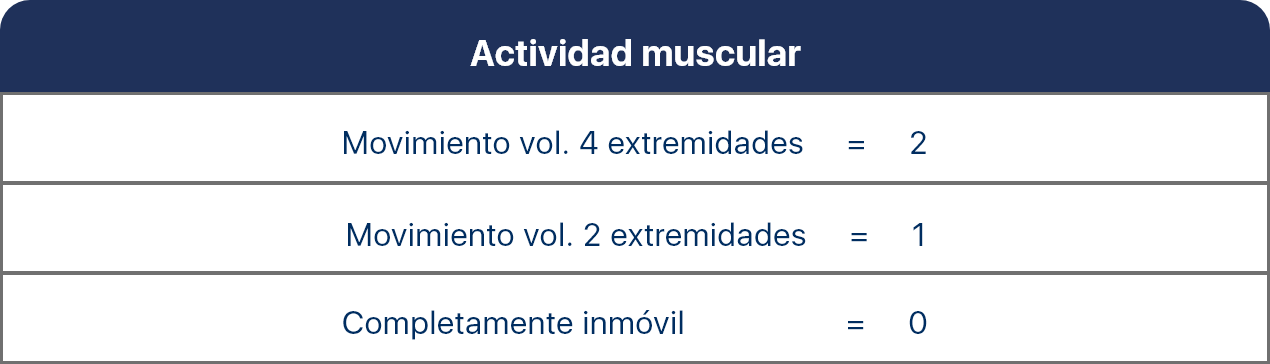 Actividad muscular
Movimiento vol. 4 extremidades = 2
Movimiento vol. 2 extremidades = 1
Completamente inmóvil = 0